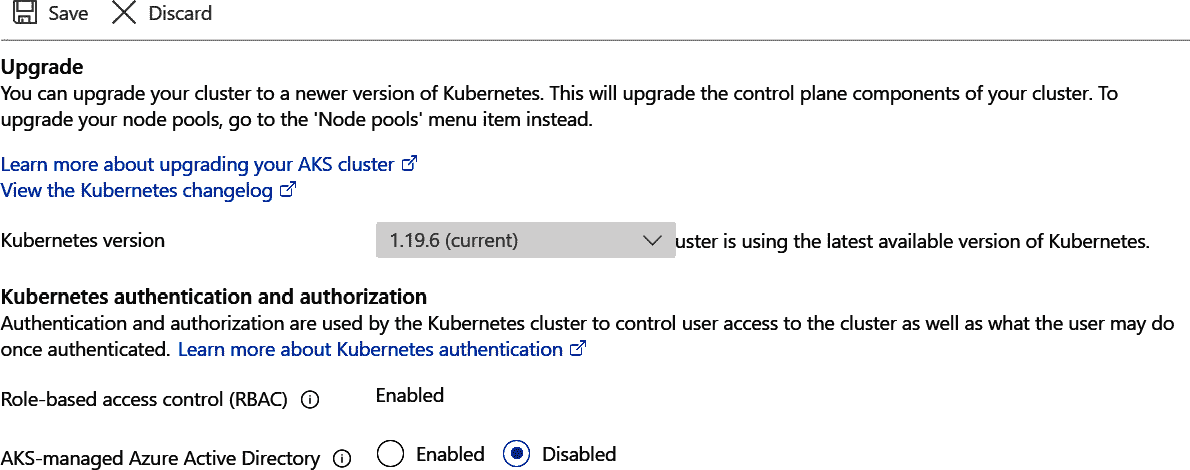 Save Discard
Upgrade
You can upgrade your cluster to a newer version of Kubernetes. This will upgrade the control plane components of your cluster. To
upgrade your node pools, go to the 'Node pools' menu item instead.
Learn more about upgrading your AKS cluster
View the Kubernetes changelog
Kubernetes version 1.19.6 (current) uster is using the latest available version of Kubernetes.
Kubernetes authentication and authorization
Authentication and authorization are used by the Kubernetes cluster to control user access to the cluster as well as what the user may do
once authenticated. Learn more about Kubernetes authentication
Role-based access control (RBAC) Enabled
AKS-managed Azure Active Directory Enabled Disabled